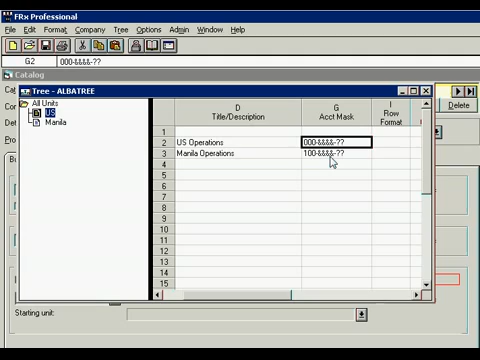 FRx Professional
File Edit Format Company Tree Options Admin Window Help
G2 000-&&&&-??
Catalog
Tree - ALBATREE
All Units
US
Manila
D G I
Title/Description Acct Mask Row Format
1
2 US Operations 000-&&&&-??
3 Manila Operations 100-&&&&-??
4
5
6
7
8
9
10
11
12
13
14
15
Delete
Starting unit: